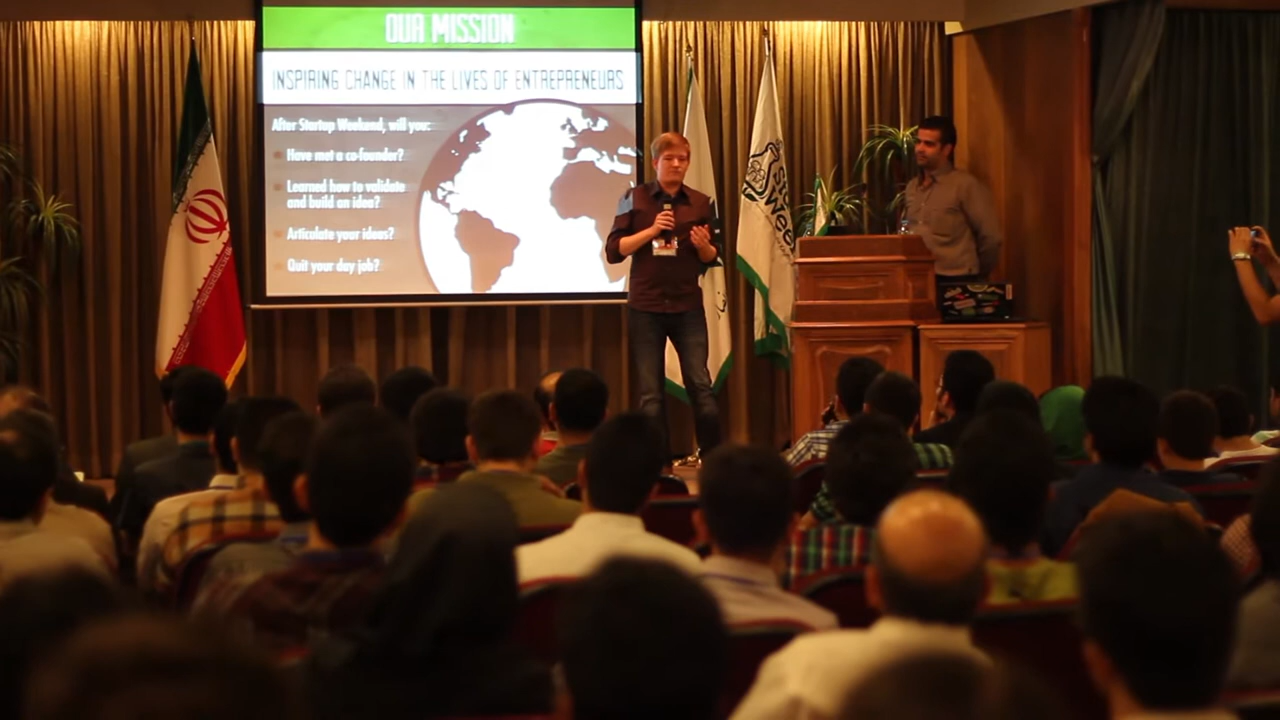 OUR MISSION
INSPIRING CHANGE IN THE LIVES OF ENTREPRENEURS
After Startup Weekend, will you:
Have met a co-founder?
Learned how to validate
and build an idea?
Articulate your ideas?
Quit your day job?